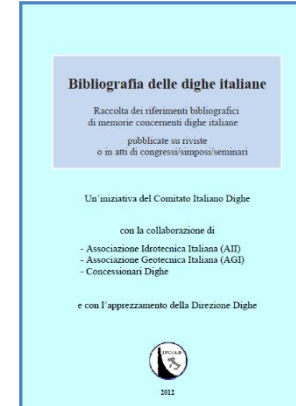 Bibliografia delle dighe italiane
Raccolta dei riferimenti bibliografici
di memorie concernenti dighe italiane
pubblicate su riviste
o in atti di congressi/simposi/seminari
Un'iniziativa del Comitato Italiano Dighe
con la collaborazione di
- Associazione Idrotecnica Italiana (AII)
- Associazione Geotecnica Italiana (AGI)
- Concessionari Dighe
e con l'apprezzamento della Direzione Dighe
2012